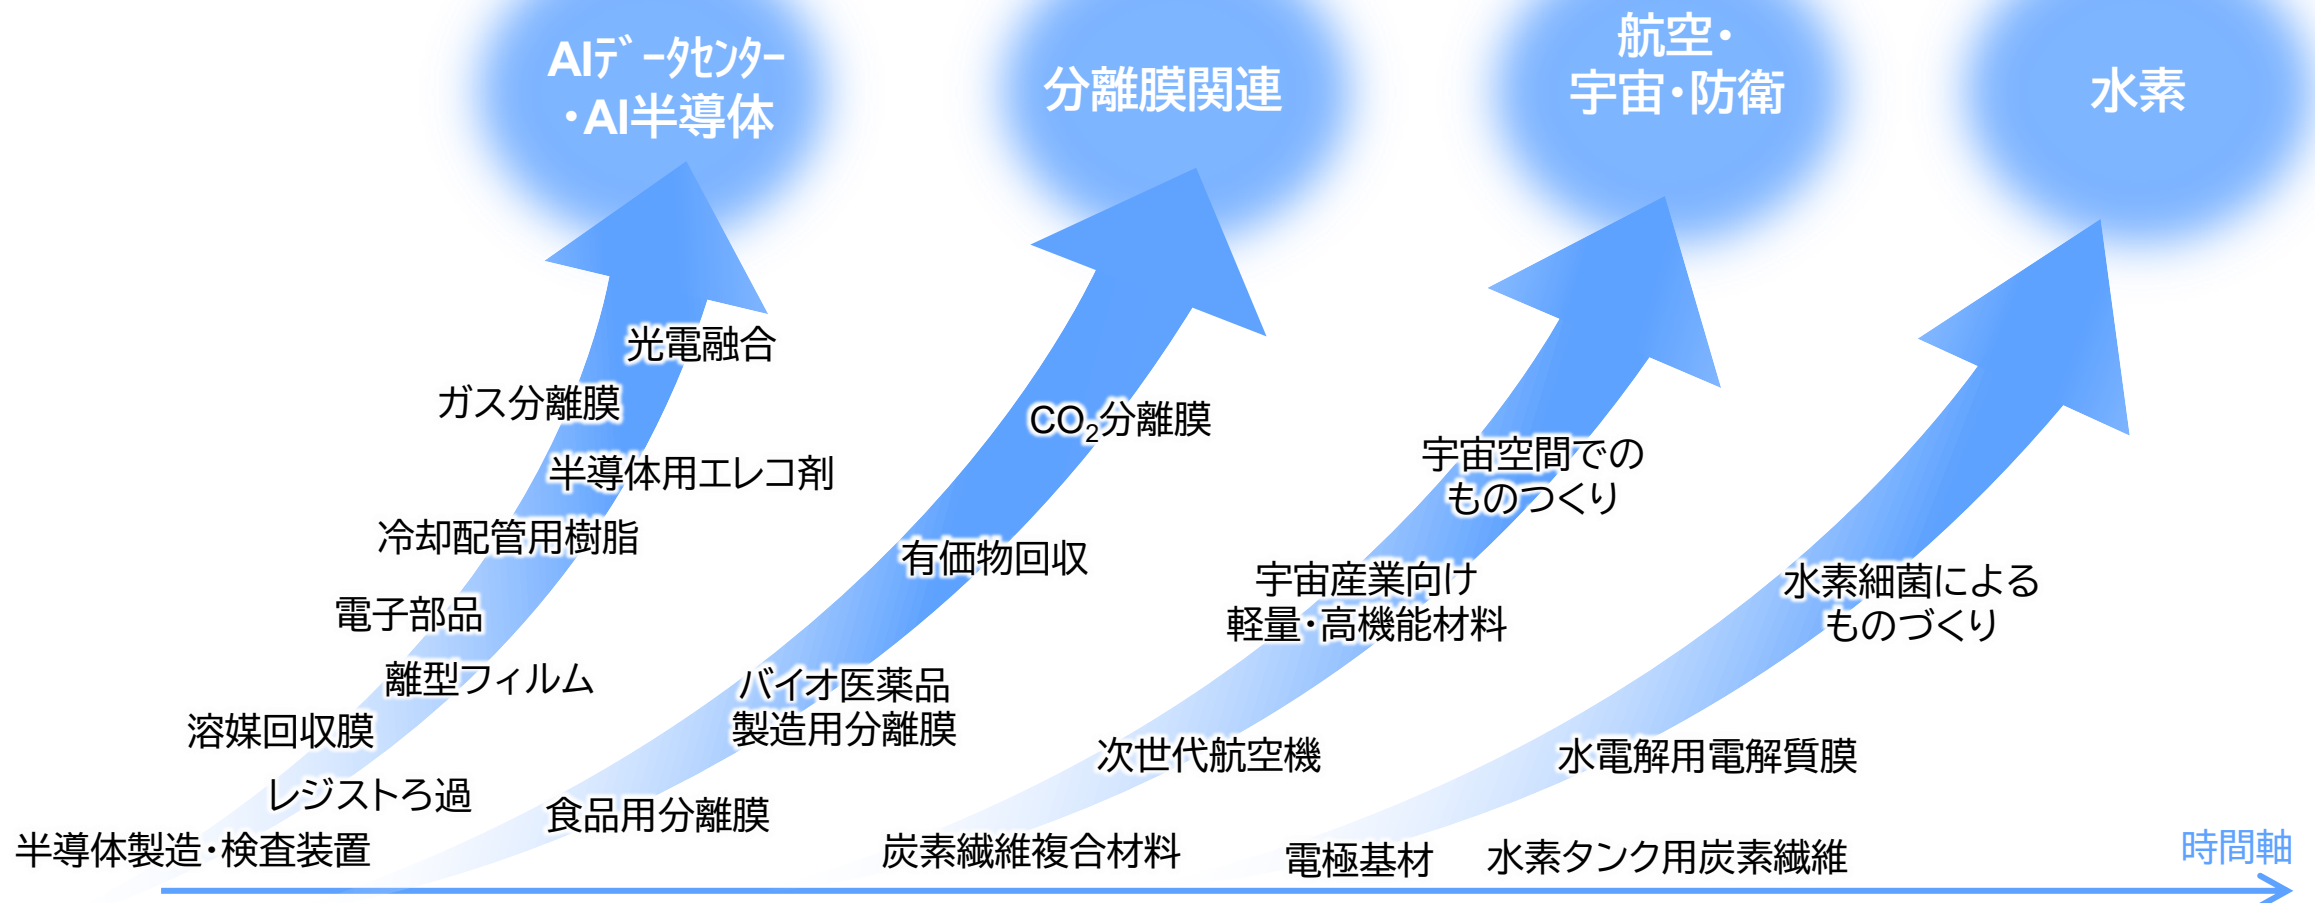 AIデータセンター
・AI半導体
分離膜関連
航空・
宇宙・防衛
水素
光電融合
ガス分離膜
半導体用エレコ剤
冷却配管用樹脂
電子部品
離型フィルム
溶媒回収膜
レジストろ過
半導体製造・検査装置
CO₂分離膜
有価物回収
バイオ医薬品
製造用分離膜
食品用分離膜
宇宙空間での
ものつくり
宇宙産業向け
軽量・高機能材料
次世代航空機
炭素繊維複合材料
水素細菌による
ものづくり
水電解用電解質膜
電極基材
水素タンク用炭素繊維
時間軸